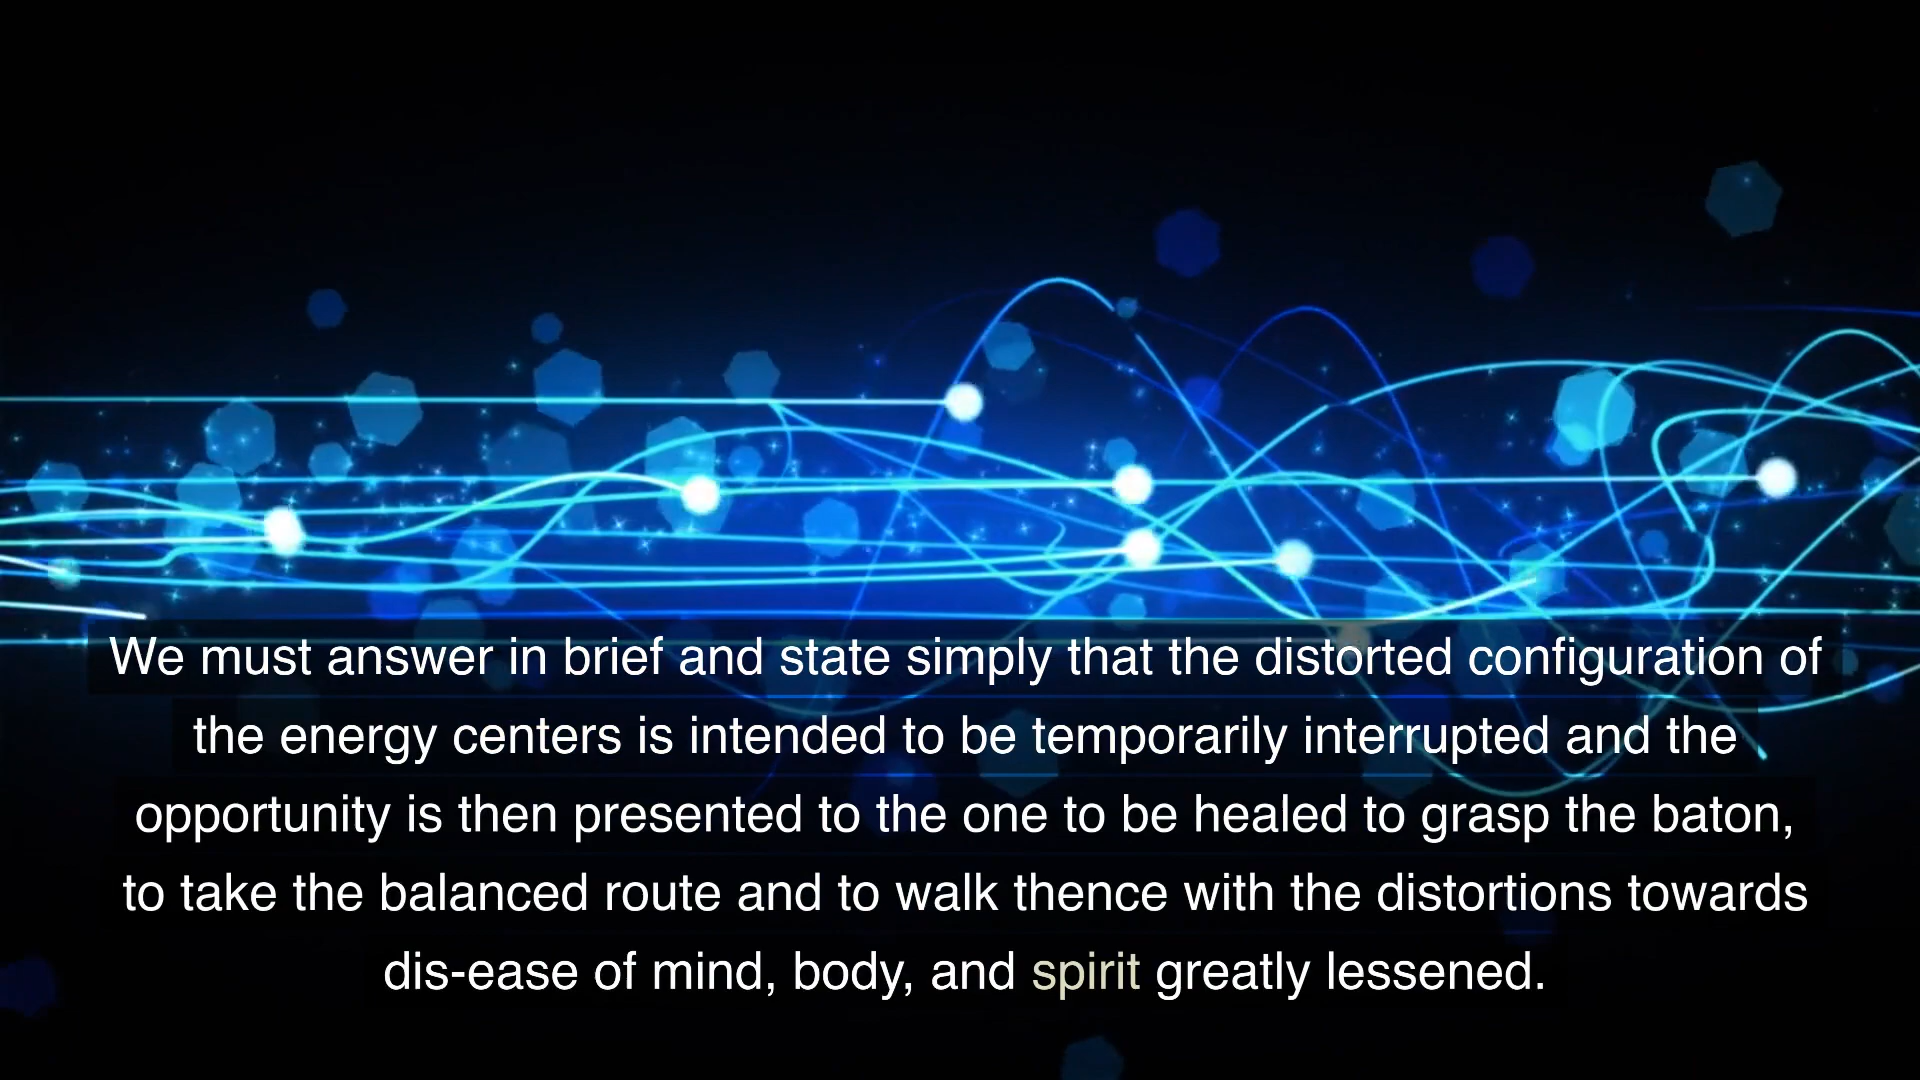 We must answer in brief and state simply that the distorted configuration of
the energy centers is intended to be temporarily interrupted and the
opportunity is then presented to the one to be healed to grasp the baton,
to take the balanced route and to walk thence with the distortions towards
dis-ease of mind, body, and spirit greatly lessened.